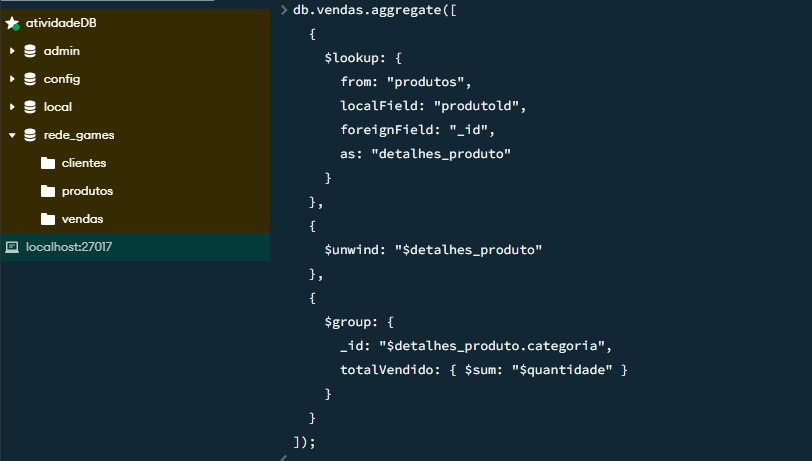 atividadeDB
admin
config
local
rede_games
clientes
produtos
vendas
localhost:27017
db.vendas.aggregate([
{
$lookup: {
from: "produtos",
localField: "produtold",
foreignField: "_id",
as: "detalhes_produto"
}
},
{
$unwind: "$detalhes_produto"
},
{
$group: {
_id: "$detalhes_produto.categoria",
totalVendido: { $sum: "$quantidade" }
}
}
]);